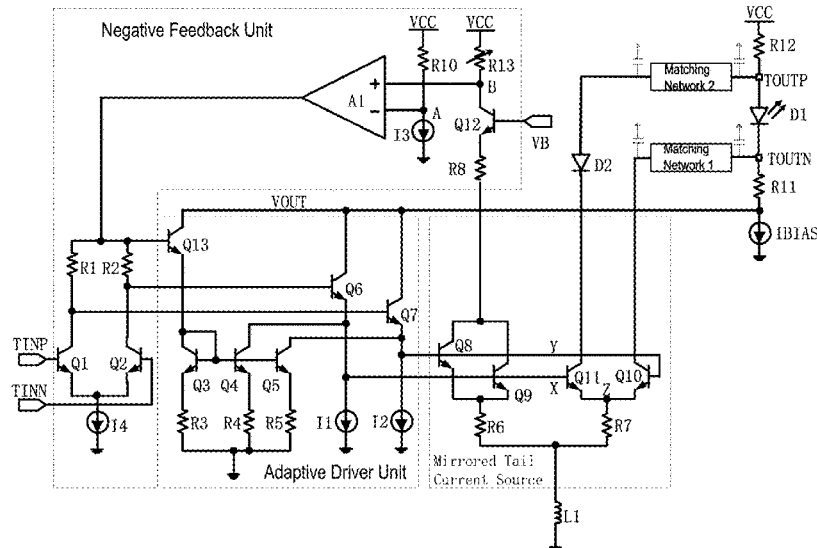 Negative Feedback Unit
VCC
VCC
VCC
R10
R13
R12
Matching Network 2
TOUTP
A1
+
-
B
A
I3
Q12
VB
D1
D2
Matching Network 1
TOUTN
R8
R11
VOUT
IBIAS
Q13
R1
R2
Q6
Q7
TINP
Q1
Q2
TINN
Q3
Q4
Q5
Q8
Q9
y
X
Q11
Q10
Z
I4
R3
R4
R5
I1
I2
R6
R7
Adaptive Driver Unit
Mirrored Tail
Current Source
L1